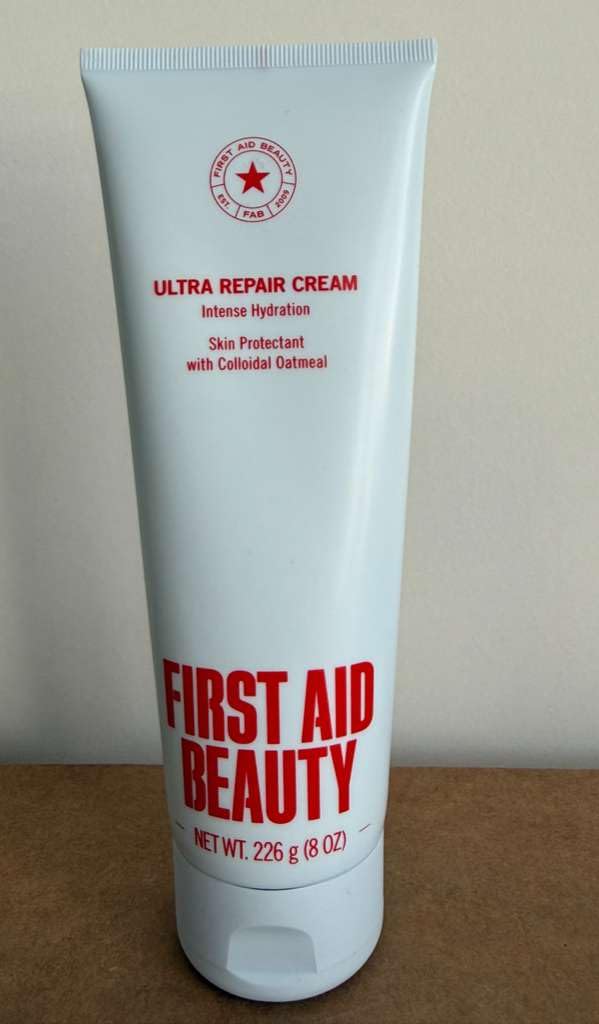 FIRST AID BEAUTY
EST. FAB 2009
ULTRA REPAIR CREAM
Intense Hydration
Skin Protectant
with Colloidal Oatmeal
FIRST AID
BEAUTY
NET WT. 226 g (8 OZ)